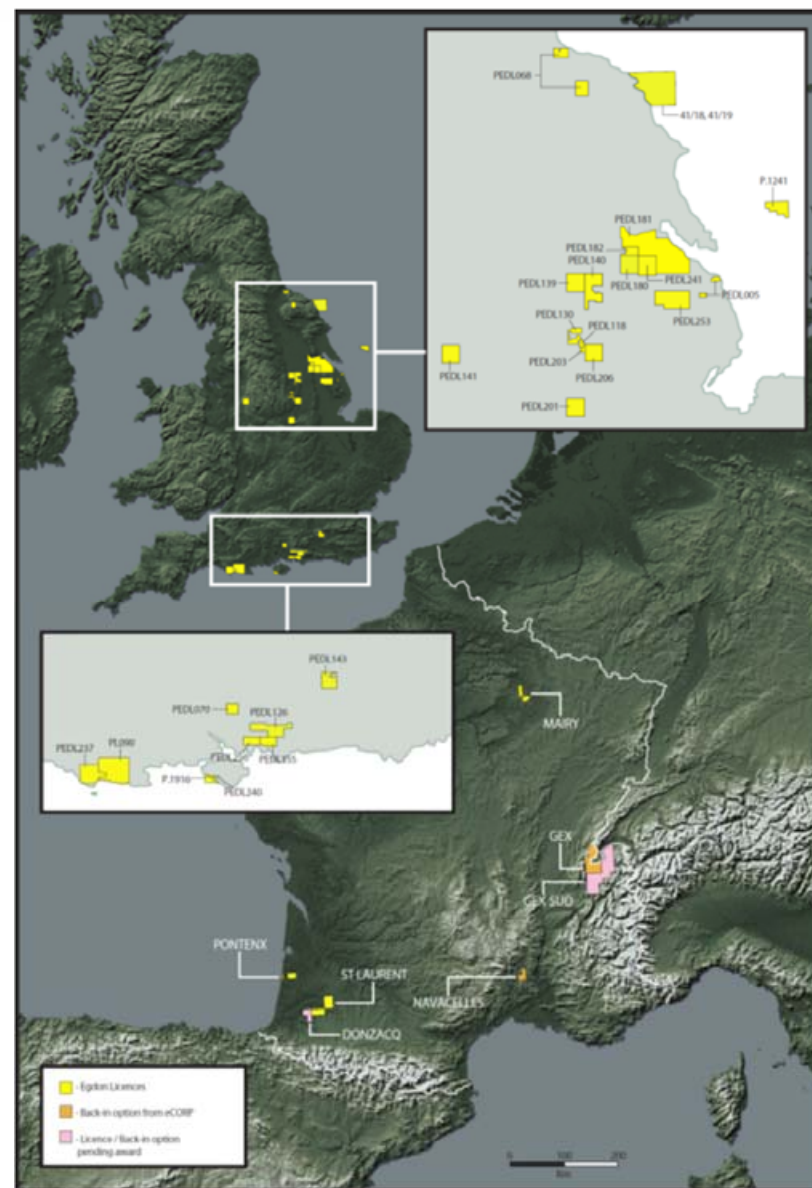 PEDL068
41/18, 41/19
P.1241
PEDL181
PEDL182
PEDL140
PEDL139
PEDL180
PEDL241
PEDL005
PEDL253
PEDL130
PEDL118
PEDL203
PEDL206
PEDL141
PEDL201
PEDL143
PEDL070
PEDL126
PEDL237
PL090
PEDL155
P.1916
PEDL240
MAIRY
GEX
GEX SUD
PONTENX
ST LAURENT
NAVACELLES
DONZACQ
- Egdon Licences
- Back-in option from eCORP
- Licence / Back-in option
pending award
0 100 200